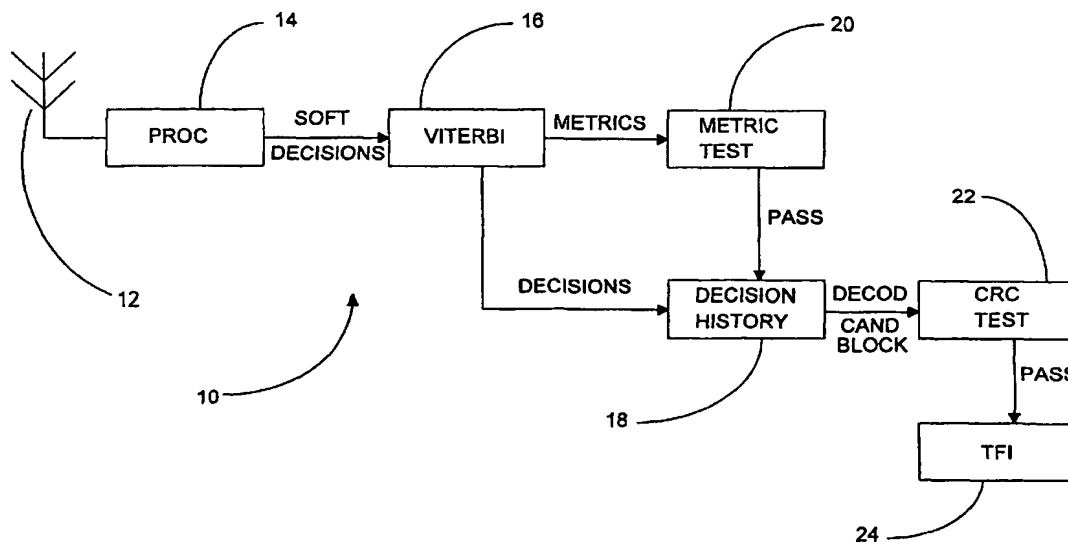 14
16
20
PROC
SOFT
DECISIONS
VITERBI
METRICS
METRIC
TEST
22
PASS
12
DECISIONS
DECISION
HISTORY
DECOD
CAND
BLOCK
CRC
TEST
10
18
PASS
TFI
24